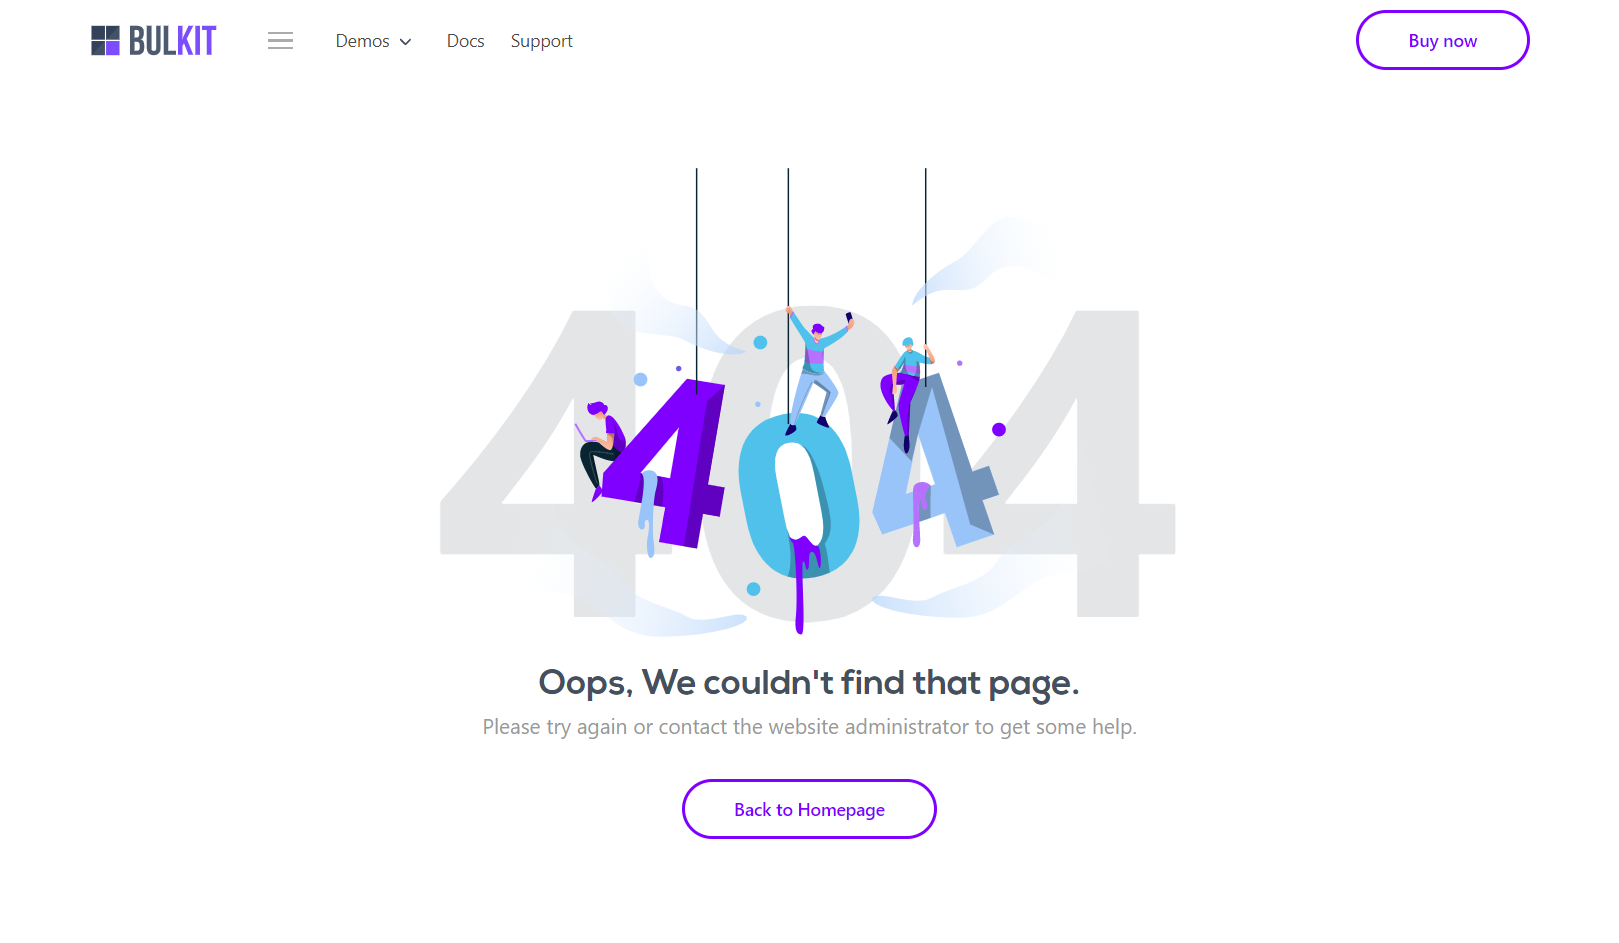 BULKIT
Demos
Docs
Support
Buy now
404
404
Oops, We couldn't find that page.
Please try again or contact the website administrator to get some help.
Back to Homepage